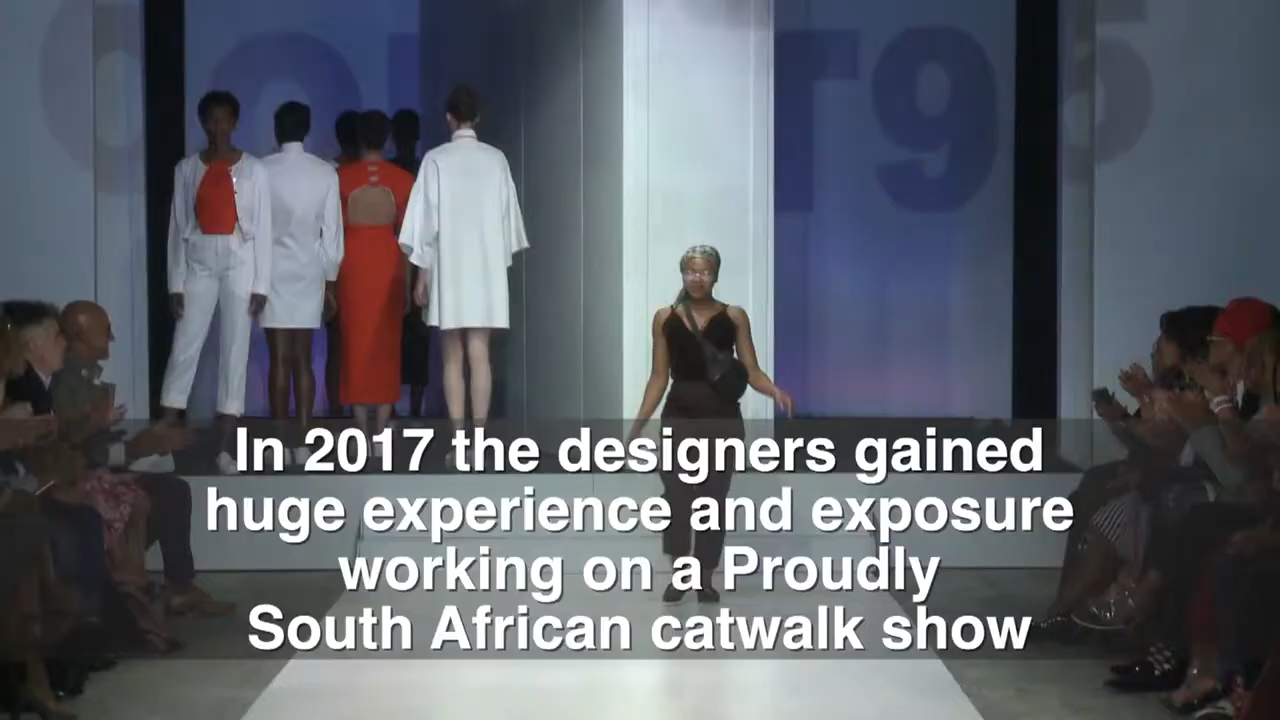 In 2017 the designers gained
huge experience and exposure
working on a Proudly
South African catwalk show